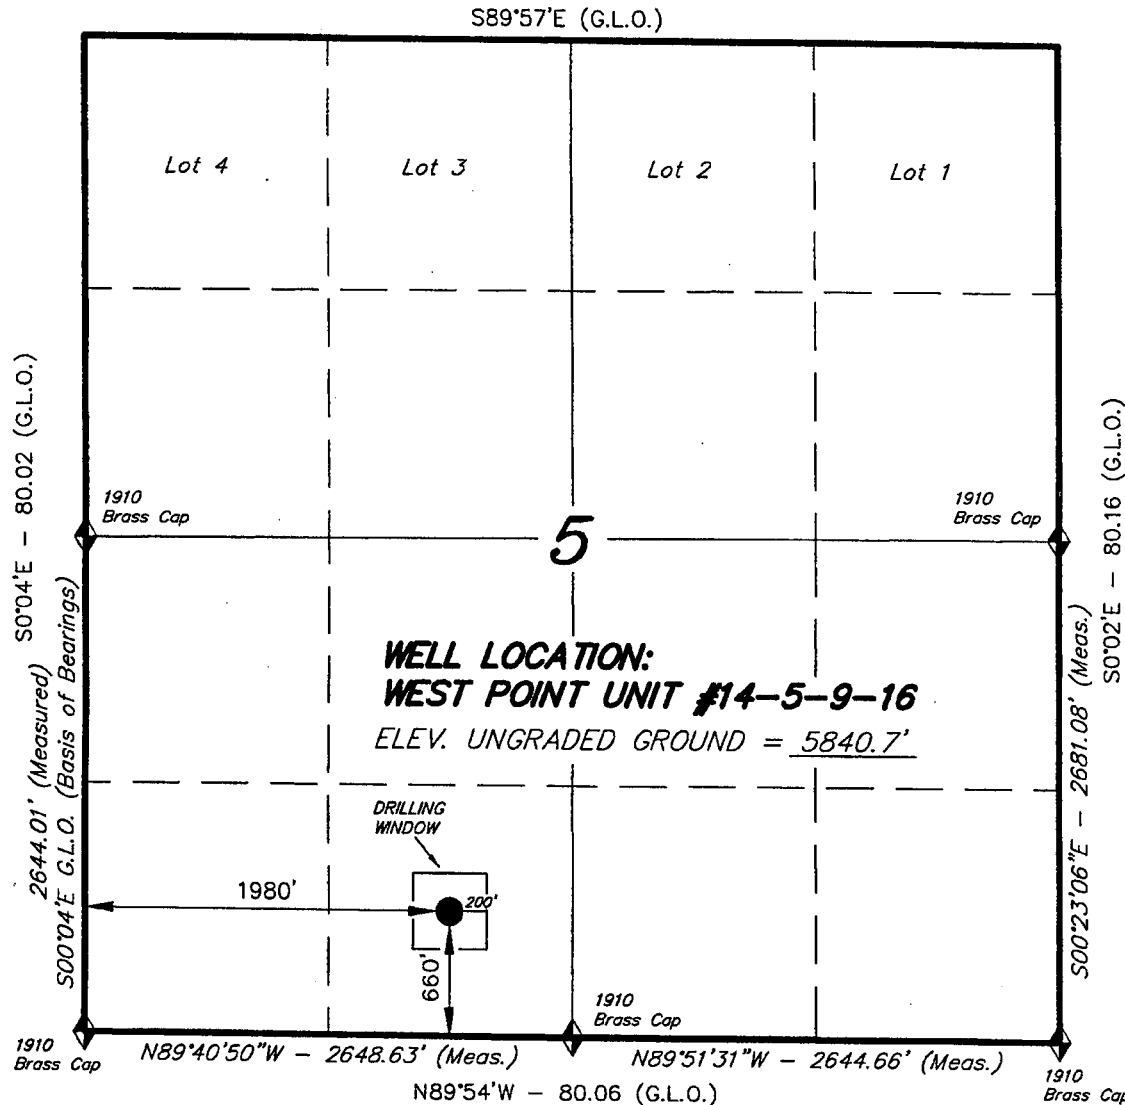 S89°57'E (G.L.O.)
Lot 4
Lot 3
Lot 2
Lot 1
S0°04'E - 80.02 (G.L.O.)
S0°02'E - 80.16 (G.L.O.)
1910
Brass Cap
1910
Brass Cap
5
WELL LOCATION:
WEST POINT UNIT #14-5-9-16
ELEV. UNGRADED GROUND = 5840.7'
2644.01' (Measured)
S00°04'E G.L.O. (Basis of Bearings)
S00°23'06"E - 2681.08' (Meas.)
DRILLING
WINDOW
1980'
200'
660'
1910
Brass Cap
1910
Brass Cap
N89°40'50"W - 2648.63' (Meas.)
N89°51'31"W - 2644.66' (Meas.)
1910
Brass Cap
N89°54'W - 80.06 (G.L.O.)